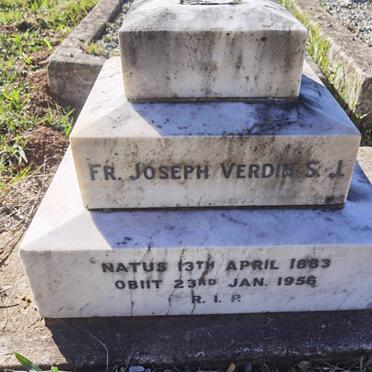 FR. JOSEPH VERDIN S. J.
NATUS 13TH APRIL 1883
OBIIT 23RD JAN. 1956
R. I. P.